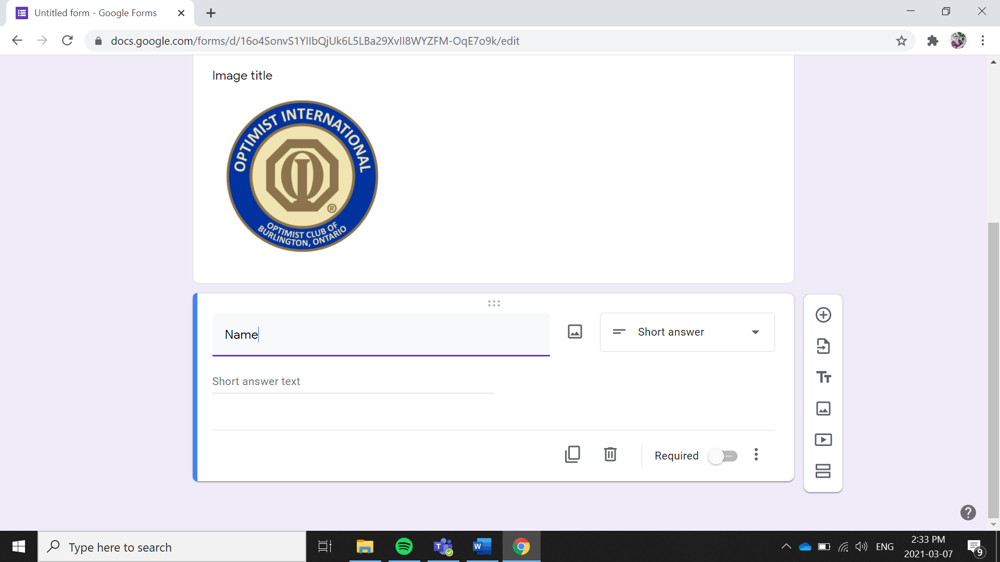 Untitled form - Google Forms
docs.google.com/forms/d/16o4SonvS1YIIbQjUk6L5LBa29XvII8WYZFM-OqE7o9k/edit
Image title
OPTIMIST INTERNATIONAL
®
OPTIMIST CLUB OF
BURLINGTON, ONTARIO
Name
Short answer
Short answer text
Required
Type here to search
ENG
2:33 PM
2021-03-07
9